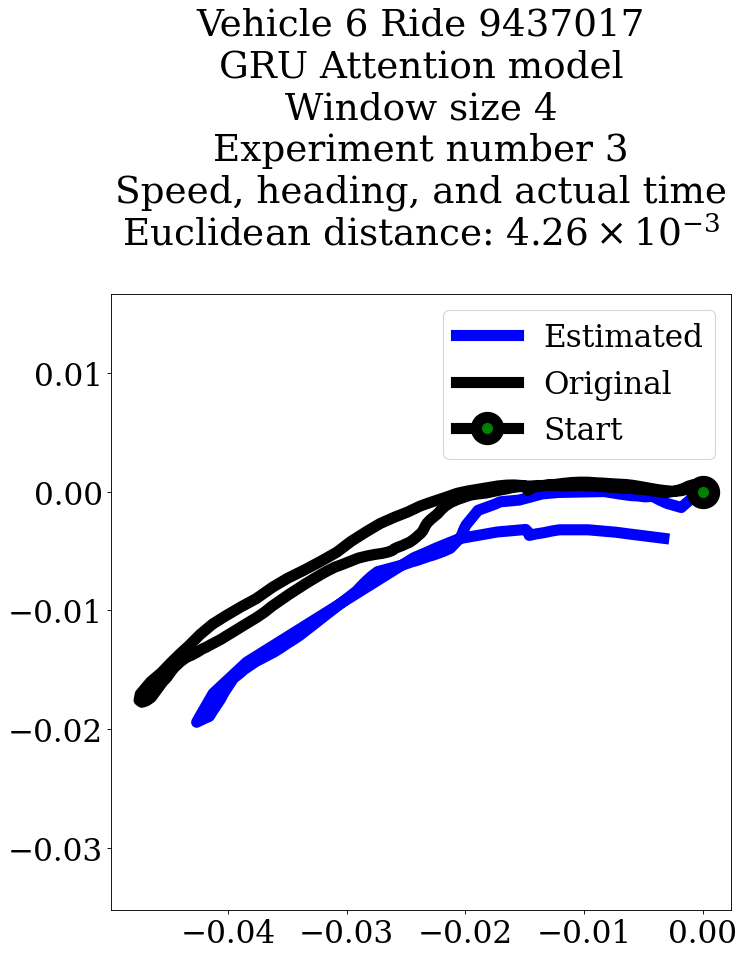 Vehicle 6 Ride 9437017
GRU Attention model
Window size 4
Experiment number 3
Speed, heading, and actual time
Euclidean distance: 4.26 × 10⁻³
Estimated
Original
Start
0.01
0.00
−0.01
−0.02
−0.03
−0.04 −0.03 −0.02 −0.01 0.00